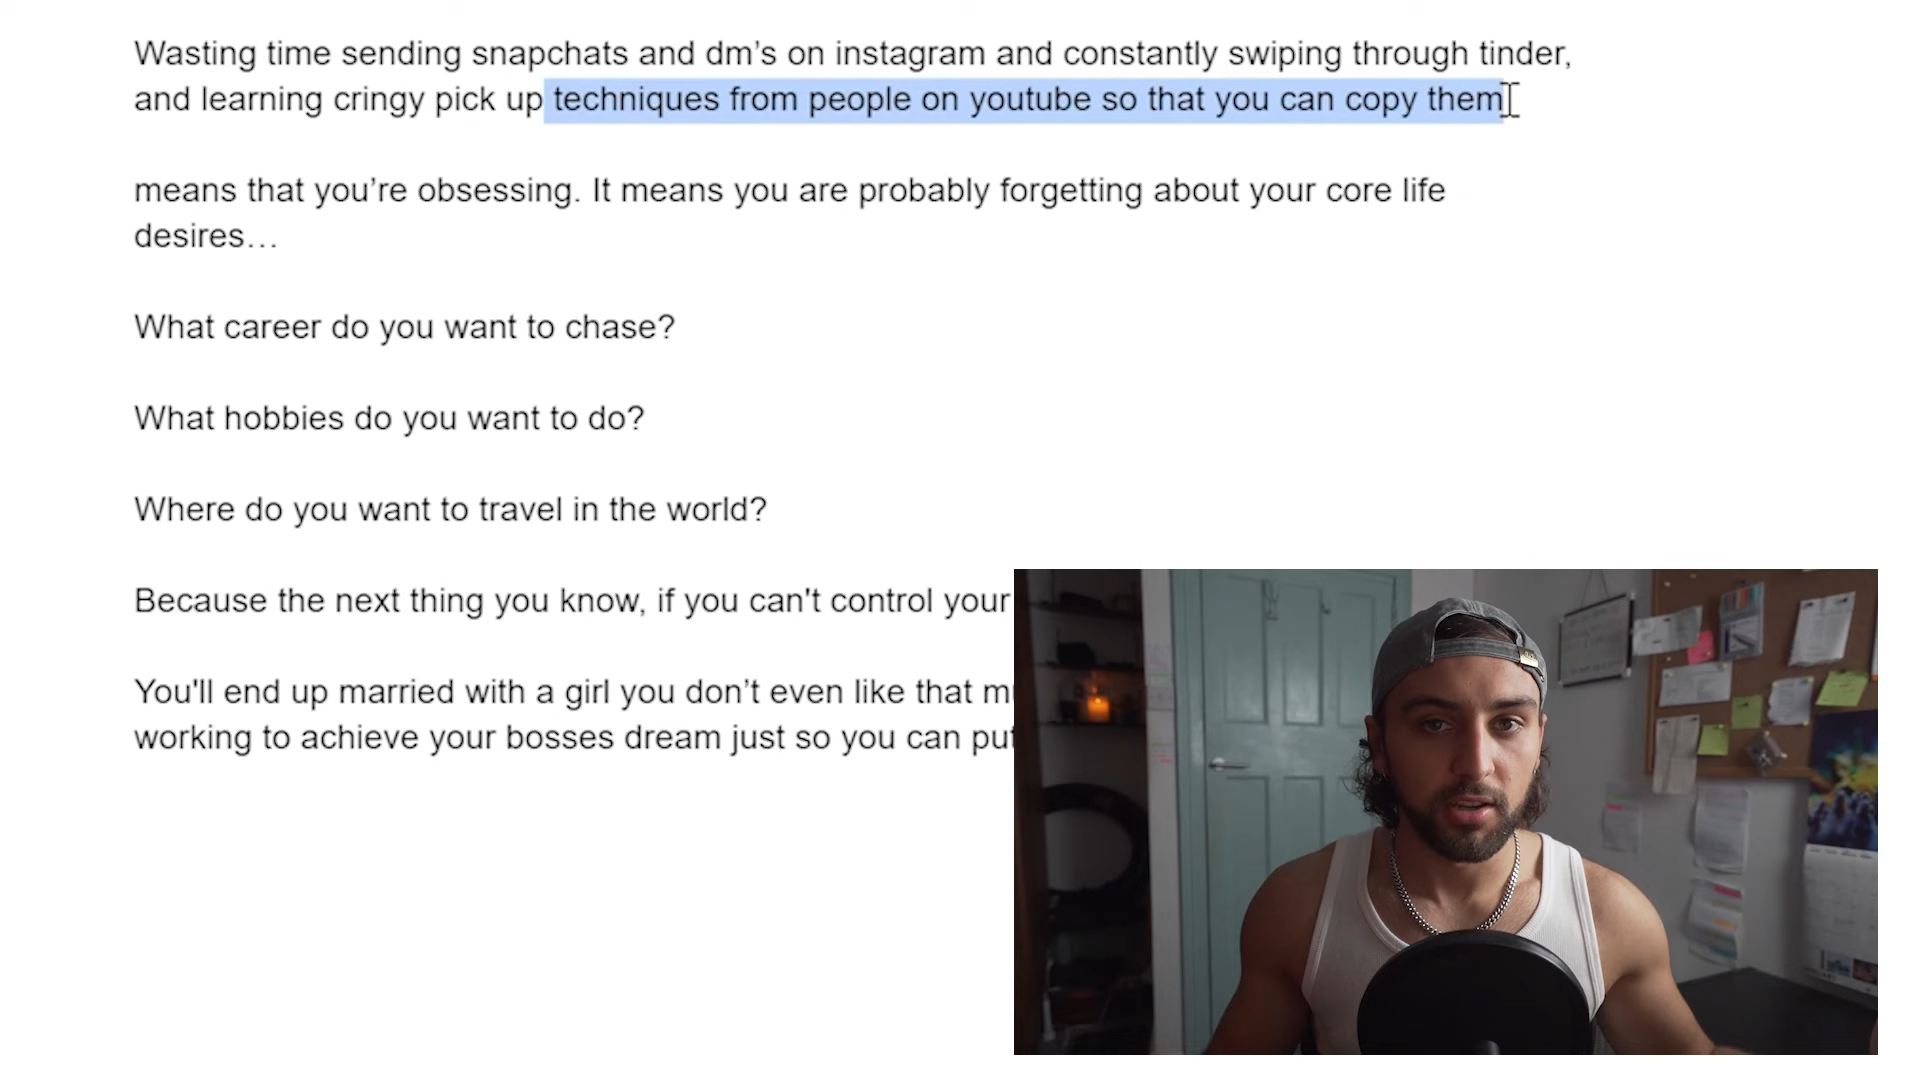 Wasting time sending snapchats and dm’s on instagram and constantly swiping through tinder,
and learning cringy pick up techniques from people on youtube so that you can copy them
means that you’re obsessing. It means you are probably forgetting about your core life
desires…
What career do you want to chase?
What hobbies do you want to do?
Where do you want to travel in the world?
Because the next thing you know, if you can't control your
You'll end up married with a girl you don’t even like that
working to achieve your bosses dream just so you can